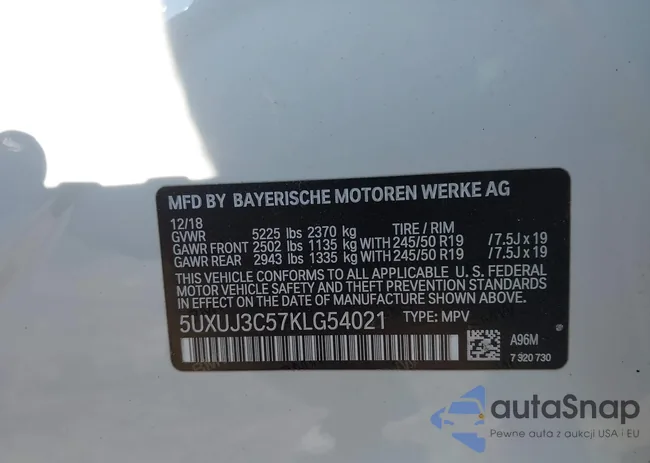 MFD BY BAYERISCHE MOTOREN WERKE AG
12/18
GVWR 5225 lbs 2370 kg TIRE / RIM
GAWR FRONT 2502 lbs 1135 kg WITH 245/50 R19 /7.5J x 19
GAWR REAR 2943 lbs 1335 kg WITH 245/50 R19 /7.5J x 19
THIS VEHICLE CONFORMS TO ALL APPLICABLE U. S. FEDERAL
MOTOR VEHICLE SAFETY AND THEFT PREVENTION STANDARDS
IN EFFECT ON THE DATE OF MANUFACTURE SHOWN ABOVE.
5UXUJ3C57KLG54021 TYPE: MPV
A96M
7 320 730
autoSnap
Pewne auta z aukcji USA i EU